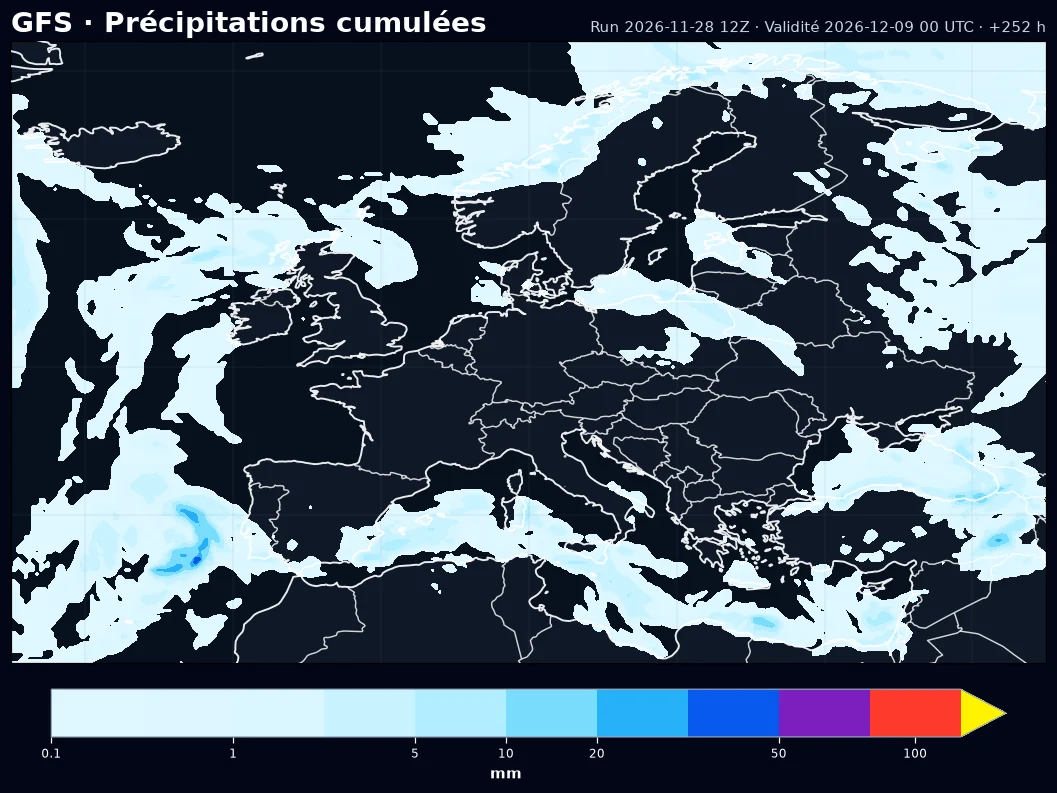 GFS · Précipitations cumulées
Run 2026-11-28 12Z · Validité 2026-12-09 00 UTC · +252 h
0.1 1 5 10 20 50 100
mm